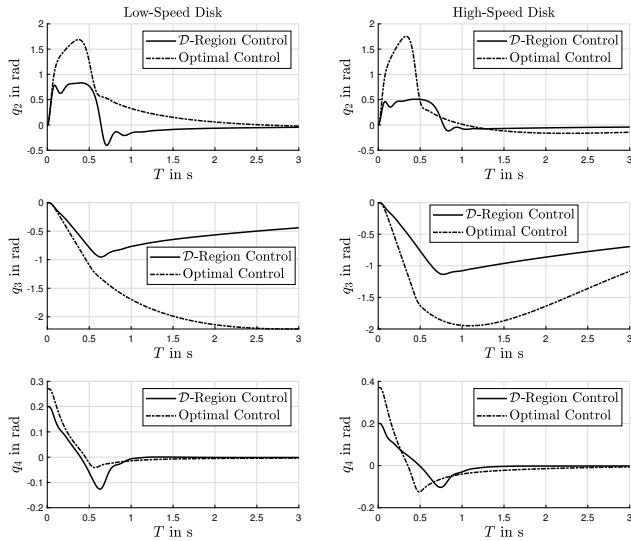 Low-Speed Disk
2
1.5
1
0.5
0
-0.5
q2 in rad
𝒟-Region Control
Optimal Control
0 0.5 1 1.5 2 2.5 3
T in s
High-Speed Disk
2
1.5
1
0.5
0
-0.5
q2 in rad
𝒟-Region Control
Optimal Control
0 0.5 1 1.5 2 2.5 3
T in s
0
-0.5
-1
-1.5
-2
q3 in rad
𝒟-Region Control
Optimal Control
0 0.5 1 1.5 2 2.5 3
T in s
0
-0.5
-1
-1.5
-2
q3 in rad
𝒟-Region Control
Optimal Control
0 0.5 1 1.5 2 2.5 3
T in s
0.3
0.2
0.1
0
-0.1
0.2
q4 in rad
𝒟-Region Control
Optimal Control
0 0.5 1 1.5 2 2.5 3
T in s
0.4
0.2
0
-0.2
q4 in rad
𝒟-Region Control
Optimal Control
0 0.5 1 1.5 2 2.5 3
T in s